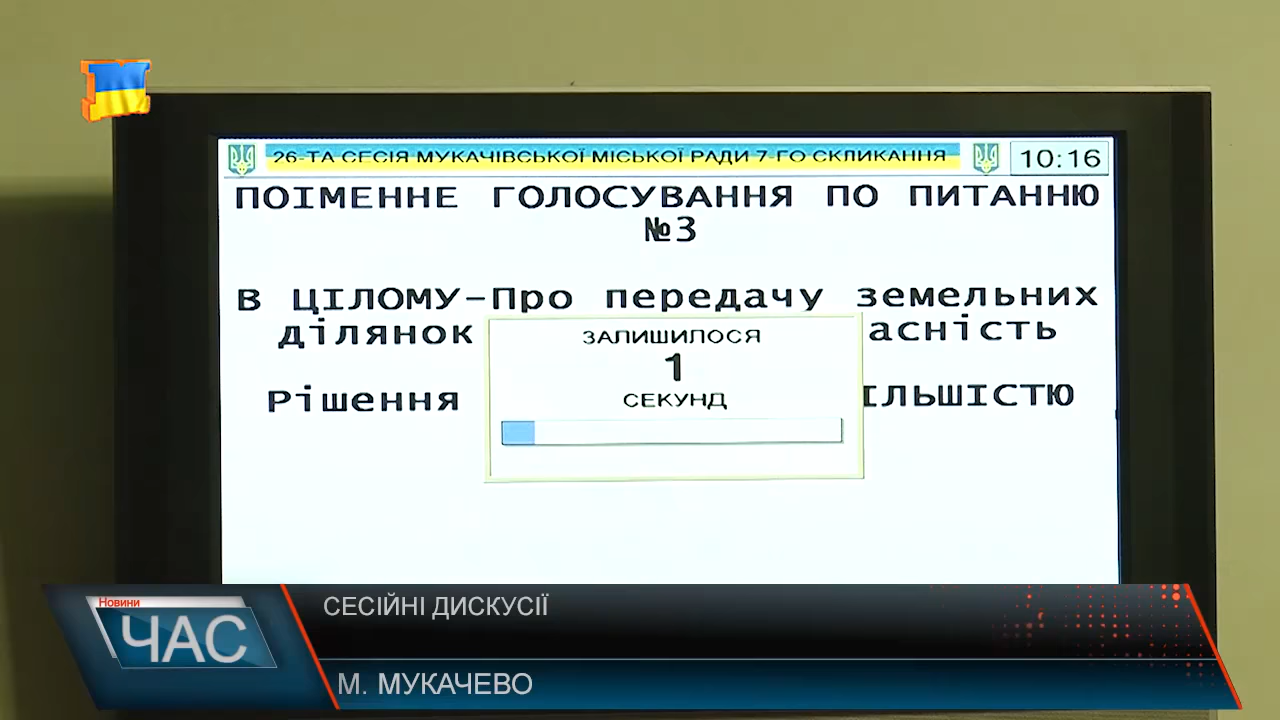 26-ТА СЕСІЯ МУКАЧІВСЬКОЇ МІСЬКОЇ РАДИ 7-ГО СКЛИКАННЯ 10:16
ПОІМЕННЕ ГОЛОСУВАННЯ ПО ПИТАННЮ
№3
В ЦІЛОМУ-Про передачу земельних
ділянок асність
ЗАЛИШИЛОСЯ
1
СЕКУНД
Рішення ІЛЬШІСТЮ
Новини
ЧАС
СЕСІЙНІ ДИСКУСІЇ
М. МУКАЧЕВО